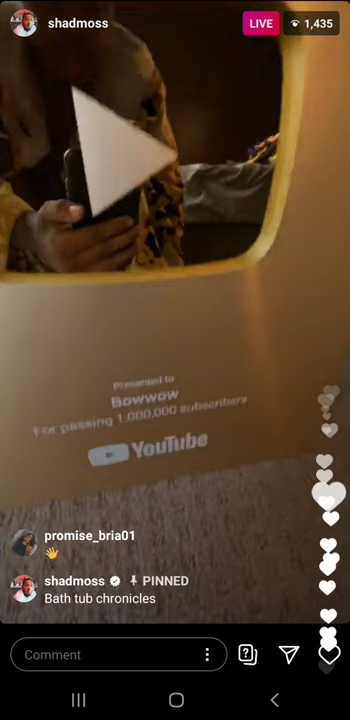 shadmoss
LIVE
1,435
Presented to
Bowwow
For passing 1,000,000 subscribers
YouTube
promise_bria01
👋
shadmoss PINNED
Bath tub chronicles
Comment